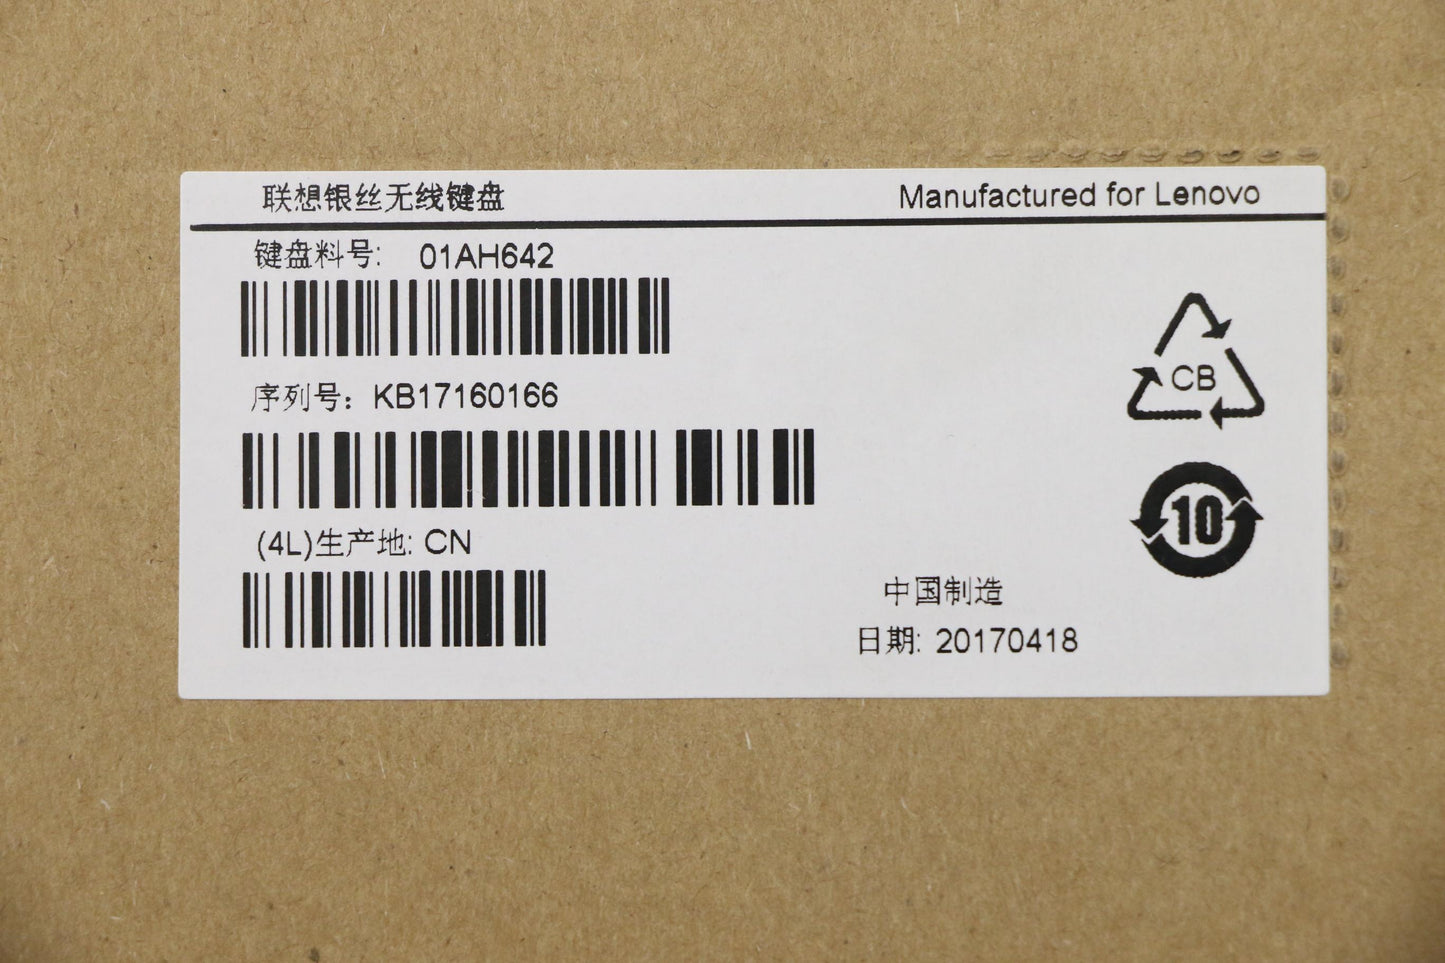 联想银丝无线键盘
Manufactured for Lenovo
键盘料号: 01AH642
序列号：KB17160166
(4L)生产地: CN
CB
10
中国制造
日期: 20170418